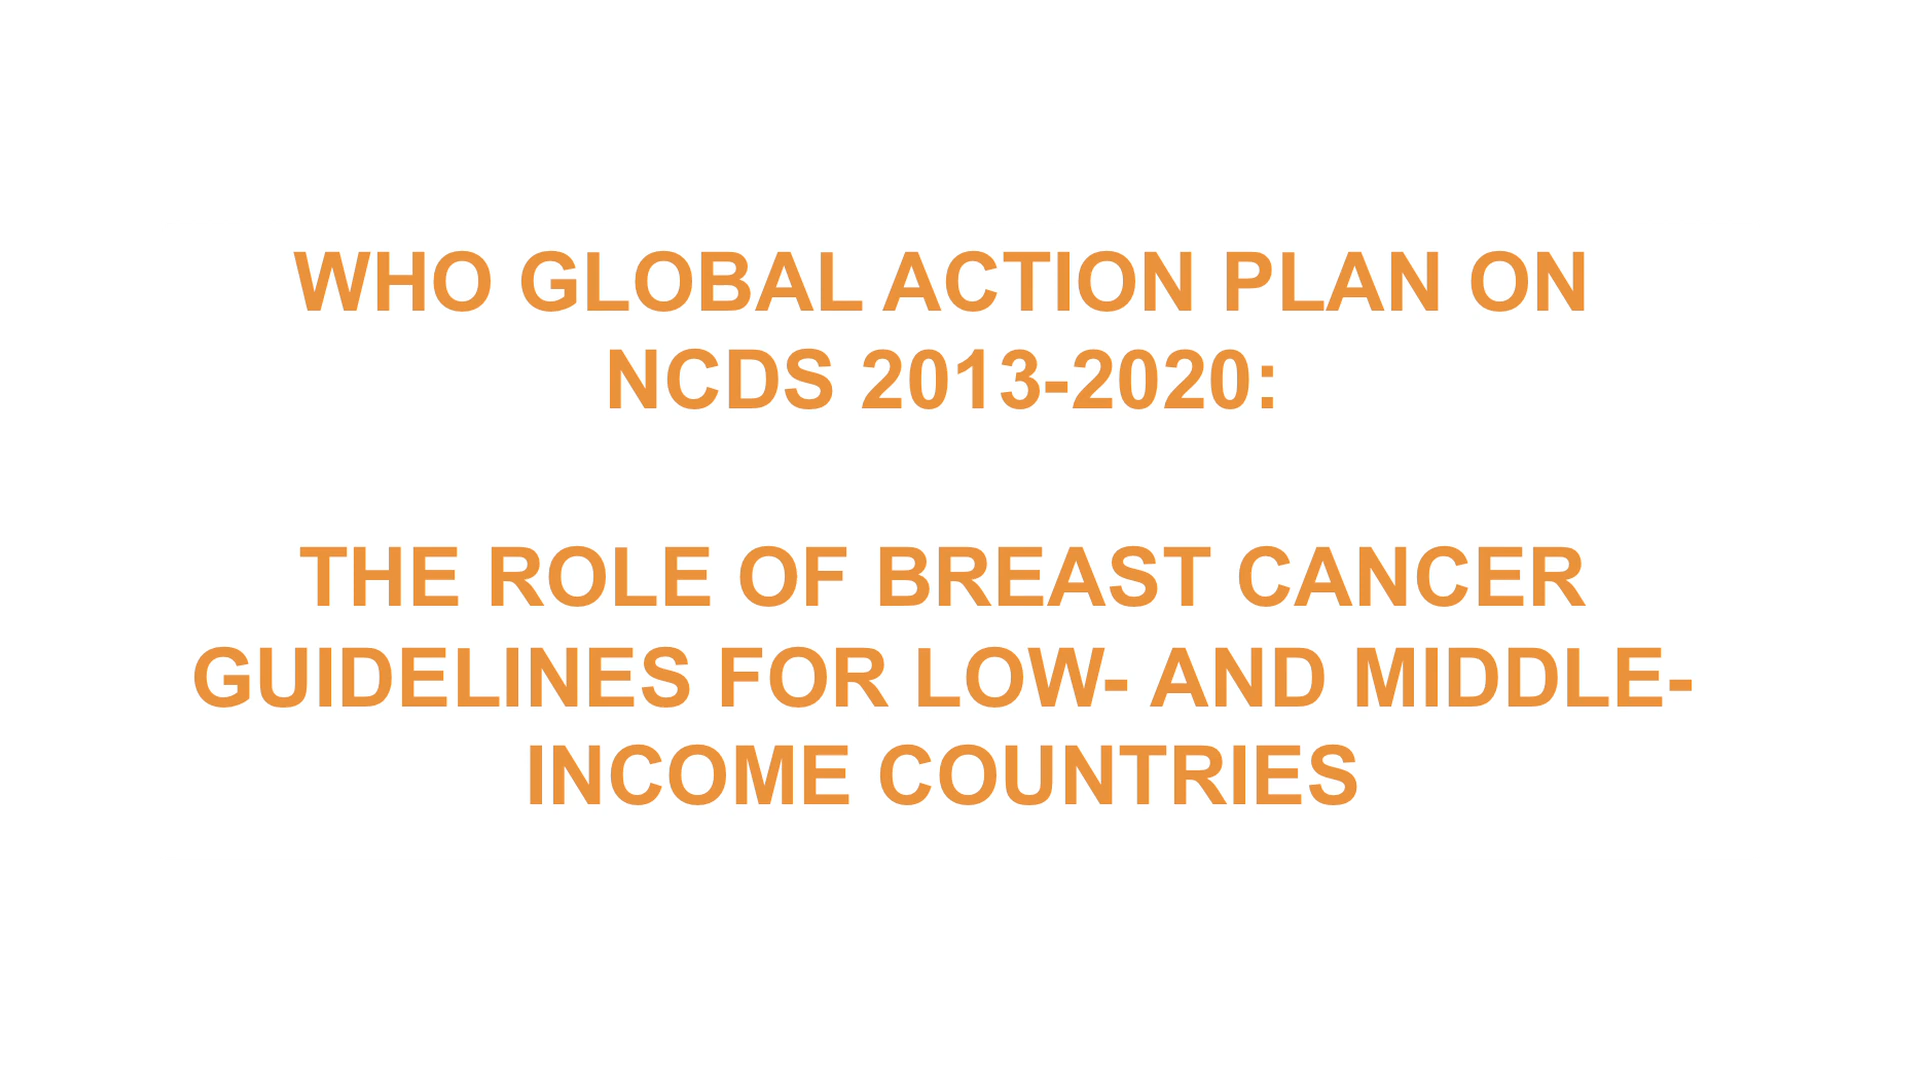 WHO GLOBAL ACTION PLAN ON
NCDS 2013-2020:
THE ROLE OF BREAST CANCER
GUIDELINES FOR LOW- AND MIDDLE-
INCOME COUNTRIES